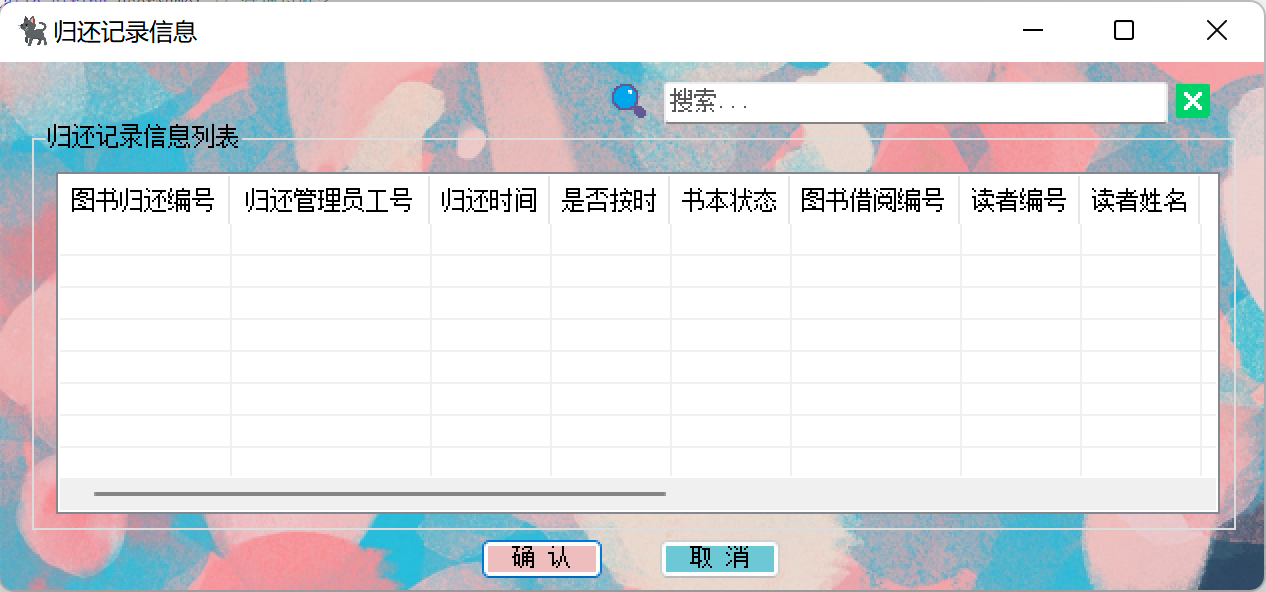 归还记录信息
搜索...
归还记录信息列表
图书归还编号 归还管理员工号 归还时间 是否按时 书本状态 图书借阅编号 读者编号 读者姓名
确 认 取 消